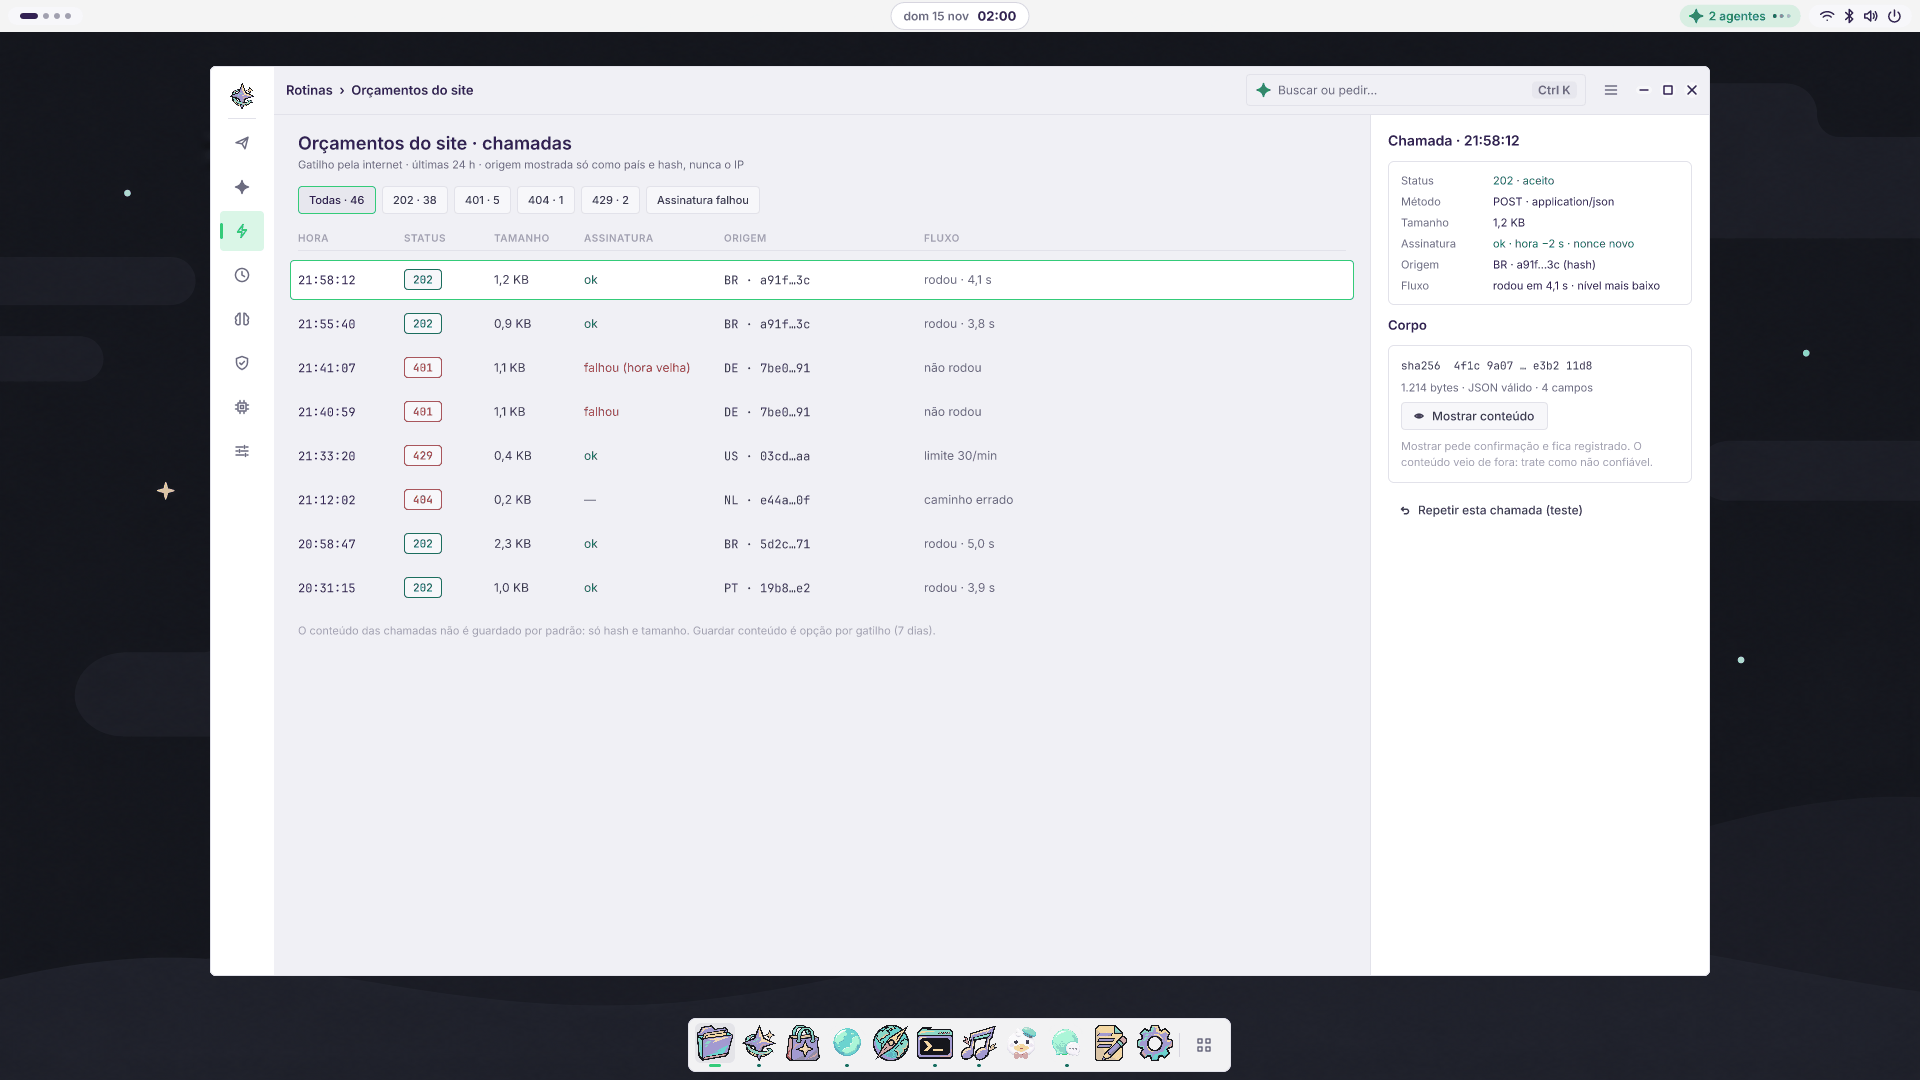 dom 15 nov 02:00
2 agentes
Rotinas › Orçamentos do site
Buscar ou pedir... Ctrl K
Orçamentos do site · chamadas
Gatilho pela internet · últimas 24 h · origem mostrada só como país e hash, nunca o IP
Todas · 46 202 · 38 401 · 5 404 · 1 429 · 2 Assinatura falhou
HORA STATUS TAMANHO ASSINATURA ORIGEM FLUXO
21:58:12 202 1,2 KB ok BR · a91f…3c rodou · 4,1 s
21:55:40 202 0,9 KB ok BR · a91f…3c rodou · 3,8 s
21:41:07 401 1,1 KB falhou (hora velha) DE · 7be0…91 não rodou
21:40:59 401 1,1 KB falhou DE · 7be0…91 não rodou
21:33:20 429 0,4 KB ok US · 03cd…aa limite 30/min
21:12:02 404 0,2 KB — NL · e44a…0f caminho errado
20:58:47 202 2,3 KB ok BR · 5d2c…71 rodou · 5,0 s
20:31:15 202 1,0 KB ok PT · 19b8…e2 rodou · 3,9 s
O conteúdo das chamadas não é guardado por padrão: só hash e tamanho. Guardar conteúdo é opção por gatilho (7 dias).
Chamada · 21:58:12
Status 202 · aceito
Método POST · application/json
Tamanho 1,2 KB
Assinatura ok · hora −2 s · nonce novo
Origem BR · a91f…3c (hash)
Fluxo rodou em 4,1 s · nível mais baixo
Corpo
sha256 4f1c 9a07 … e3b2 11d8
1.214 bytes · JSON válido · 4 campos
Mostrar conteúdo
Mostrar pede confirmação e fica registrado. O
conteúdo veio de fora: trate como não confiável.
Repetir esta chamada (teste)